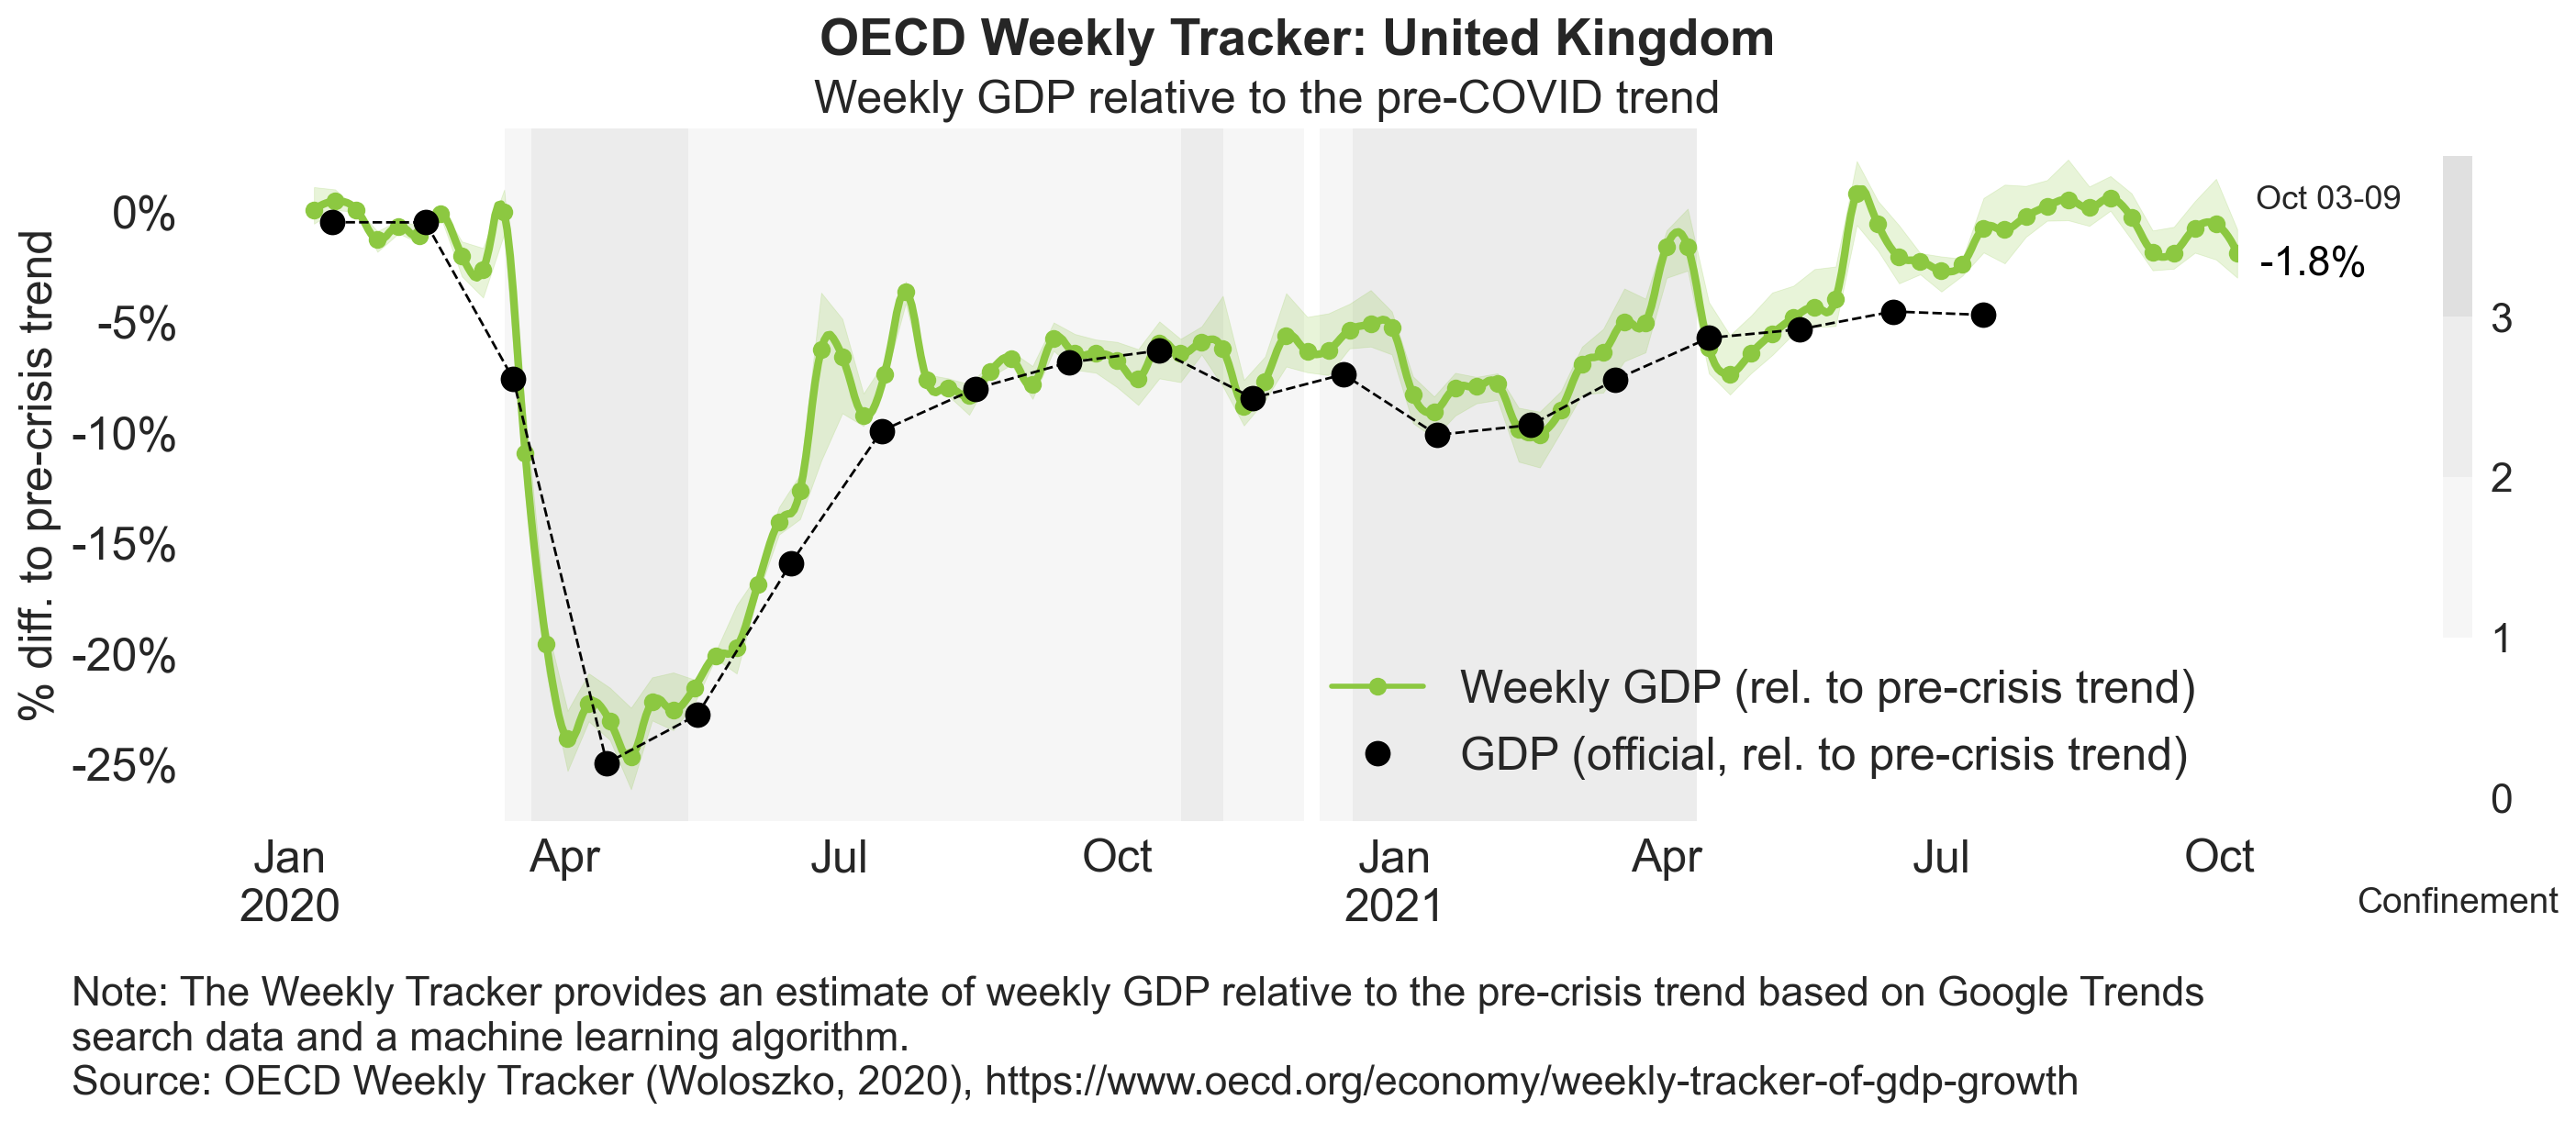 OECD Weekly Tracker: United Kingdom
Weekly GDP relative to the pre-COVID trend
% diff. to pre-crisis trend
0%
-5%
-10%
-15%
-20%
-25%
Oct 03-09
-1.8%
3
2
1
0
Confinement
Weekly GDP (rel. to pre-crisis trend)
GDP (official, rel. to pre-crisis trend)
Jan Apr Jul Oct Jan Apr Jul Oct
2020 2021
Note: The Weekly Tracker provides an estimate of weekly GDP relative to the pre-crisis trend based on Google Trends
search data and a machine learning algorithm.
Source: OECD Weekly Tracker (Woloszko, 2020), https://www.oecd.org/economy/weekly-tracker-of-gdp-growth